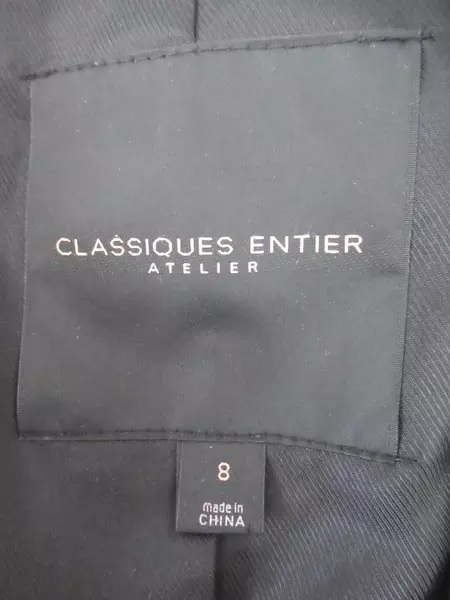 CLASSIQUES ENTIER
ATELIER
8
made in
CHINA